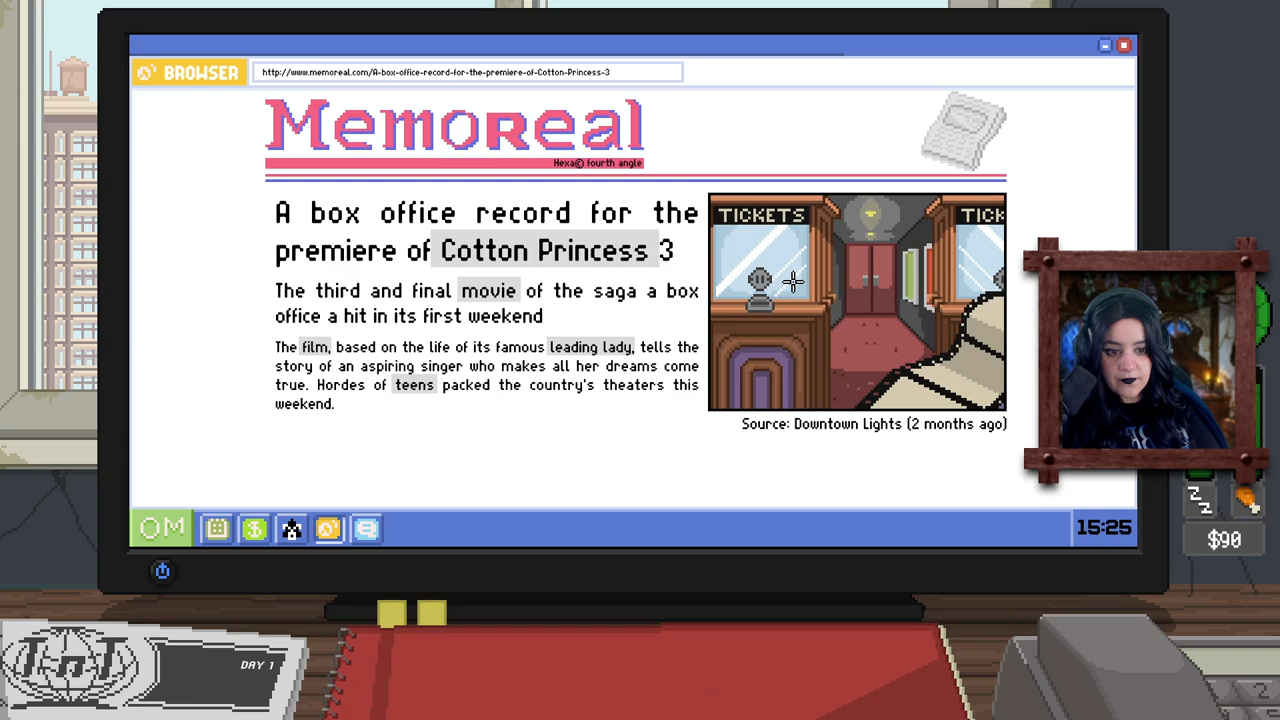 BROWSER
http://www.memoreal.com/A-box-office-record-for-the-premiere-of-Cotton-Princess-3
Memoreal
Hexa© fourth angle
A box office record for the
premiere of Cotton Princess 3
The third and final movie of the saga a box
office a hit in its first weekend
The film, based on the life of its famous leading lady, tells the
story of an aspiring singer who makes all her dreams come
true. Hordes of teens packed the country's theaters this
weekend.
TICKETS
TICK
Source: Downtown Lights (2 months ago)
OM
$
15:25
ZZ
$90
TnT
DAY 1
2